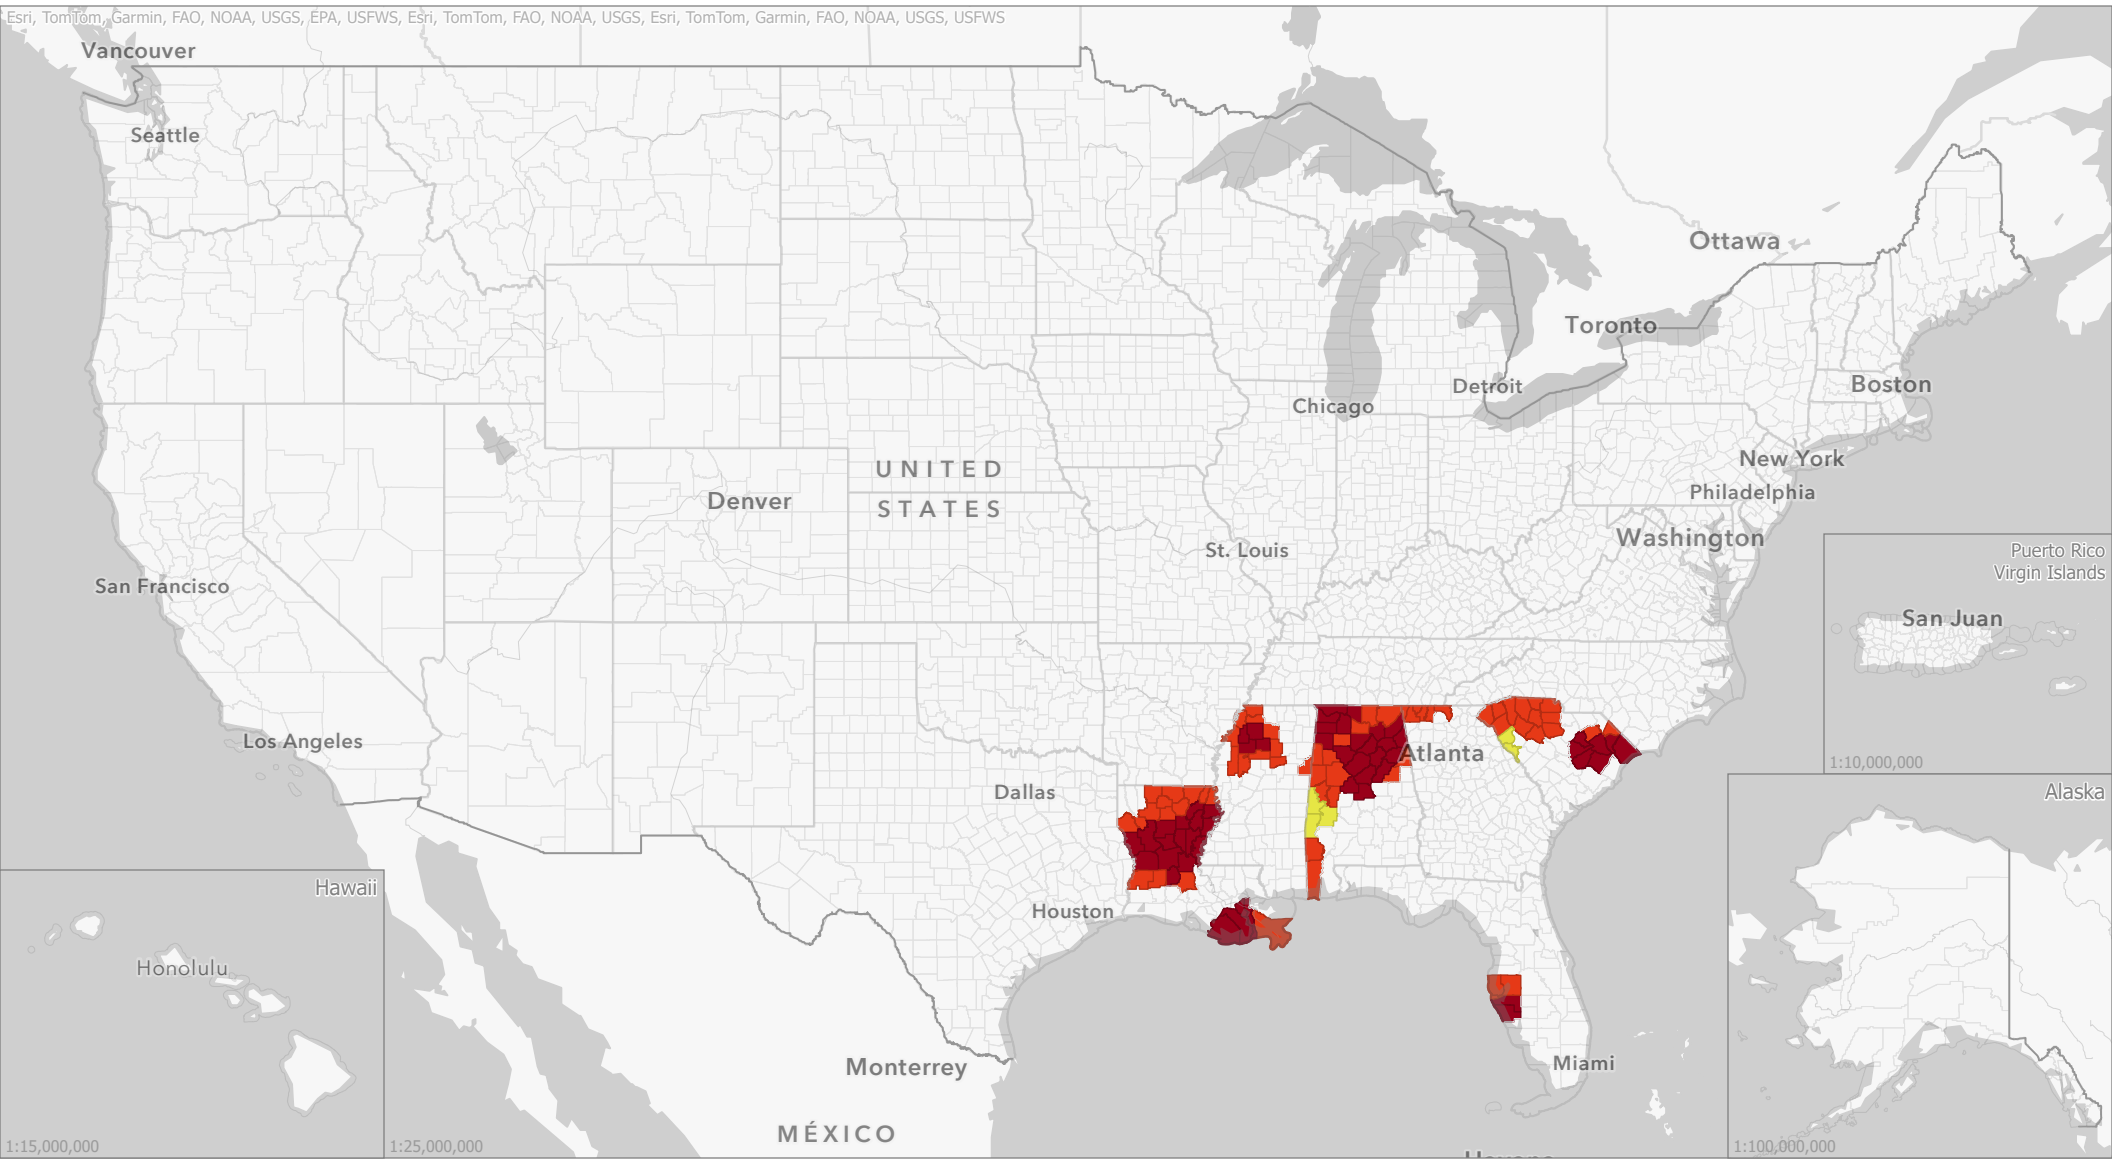 Esri, TomTom, Garmin, FAO, NOAA, USGS, EPA, USFWS, Esri, TomTom, FAO, NOAA, USGS, Esri, TomTom, Garmin, FAO, NOAA, USGS, USFWS
Vancouver
Seattle
Ottawa
Toronto
Detroit
Boston
Chicago
New York
UNITED
STATES
Denver
Philadelphia
Washington
St. Louis
San Francisco
Puerto Rico
Virgin Islands
San Juan
Los Angeles
Atlanta
1:10,000,000
Dallas
Alaska
Hawaii
Houston
Honolulu
Miami
Monterrey
MÉXICO
1:15,000,000
1:25,000,000
1:100,000,000